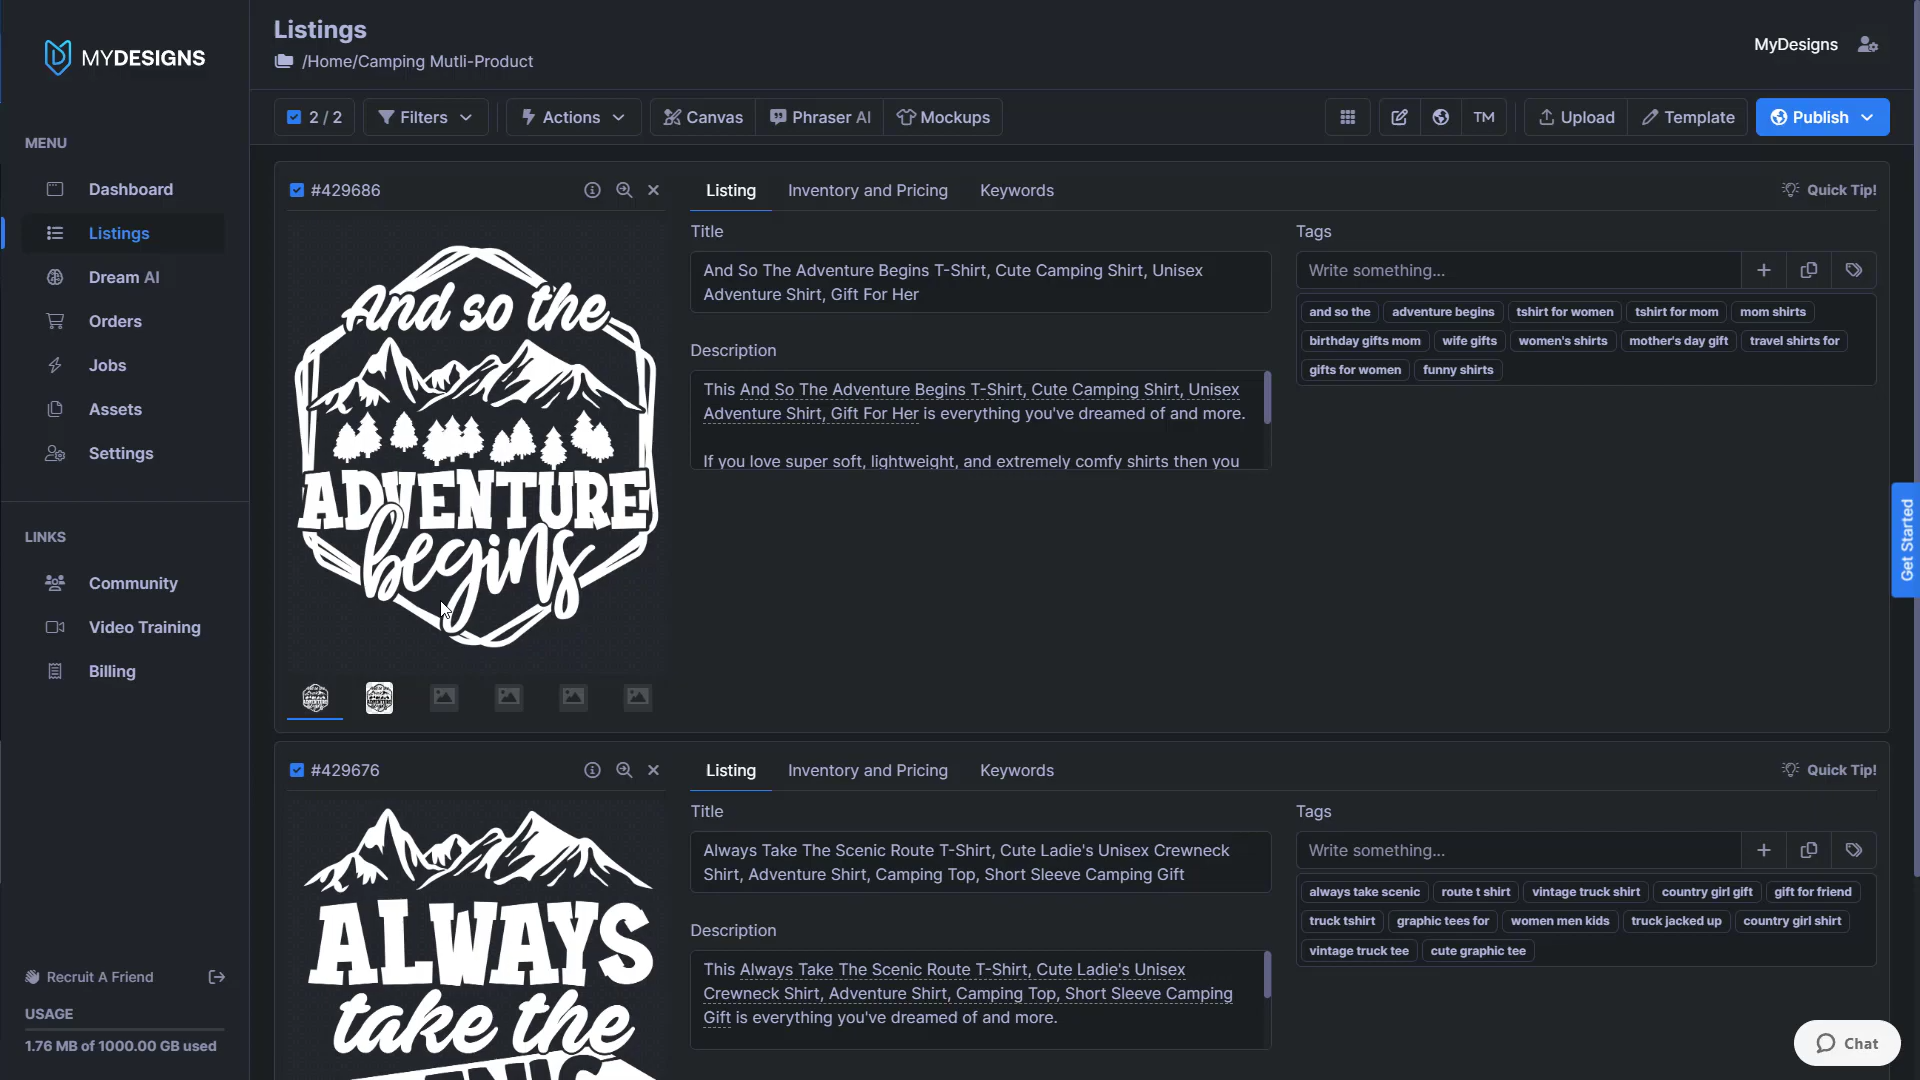 MYDESIGNS
MENU
Dashboard
Listings
Dream AI
Orders
Jobs
Assets
Settings
LINKS
Community
Video Training
Billing
Recruit A Friend
USAGE
1.76 MB of 1000.00 GB used
Listings
/Home/Camping Mutli-Product
MyDesigns
2 / 2
Filters
Actions
Canvas
Phraser AI
Mockups
TM
Upload
Template
Publish
#429686
And so the
ADVENTURE
begins
Listing
Inventory and Pricing
Keywords
Quick Tip!
Title
And So The Adventure Begins T-Shirt, Cute Camping Shirt, Unisex
Adventure Shirt, Gift For Her
Description
This And So The Adventure Begins T-Shirt, Cute Camping Shirt, Unisex
Adventure Shirt, Gift For Her is everything you've dreamed of and more.
If you love super soft, lightweight, and extremely comfy shirts then you
Tags
Write something...
and so the
adventure begins
tshirt for women
tshirt for mom
mom shirts
birthday gifts mom
wife gifts
women's shirts
mother's day gift
travel shirts for
gifts for women
funny shirts
Get Started
#429676
ALWAYS
take the
Listing
Inventory and Pricing
Keywords
Quick Tip!
Title
Always Take The Scenic Route T-Shirt, Cute Ladie's Unisex Crewneck
Shirt, Adventure Shirt, Camping Top, Short Sleeve Camping Gift
Description
This Always Take The Scenic Route T-Shirt, Cute Ladie's Unisex
Crewneck Shirt, Adventure Shirt, Camping Top, Short Sleeve Camping
Gift is everything you've dreamed of and more.
Tags
Write something...
always take scenic
route t shirt
vintage truck shirt
country girl gift
gift for friend
truck tshirt
graphic tees for
women men kids
truck jacked up
country girl shirt
vintage truck tee
cute graphic tee
Chat